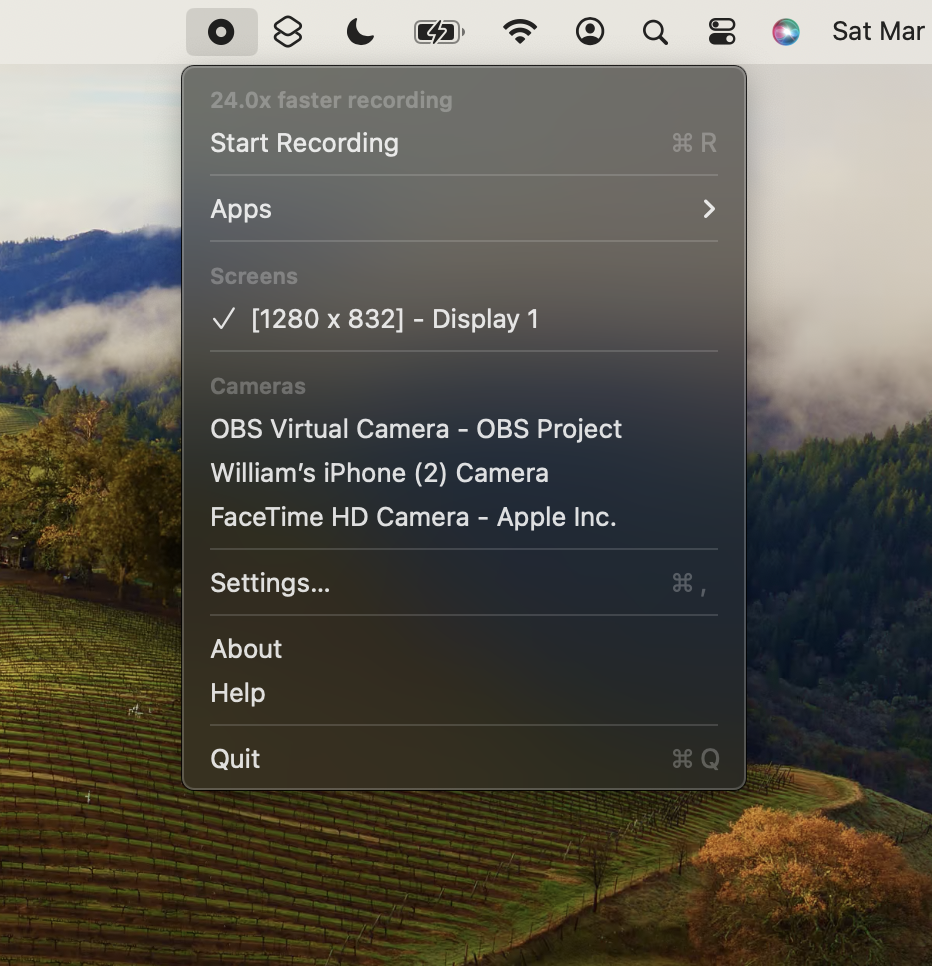 Sat Mar
24.0x faster recording
Start Recording ⌘ R
Apps
Screens
✓ [1280 x 832] - Display 1
Cameras
OBS Virtual Camera - OBS Project
William’s iPhone (2) Camera
FaceTime HD Camera - Apple Inc.
Settings... ⌘ ,
About
Help
Quit ⌘ Q